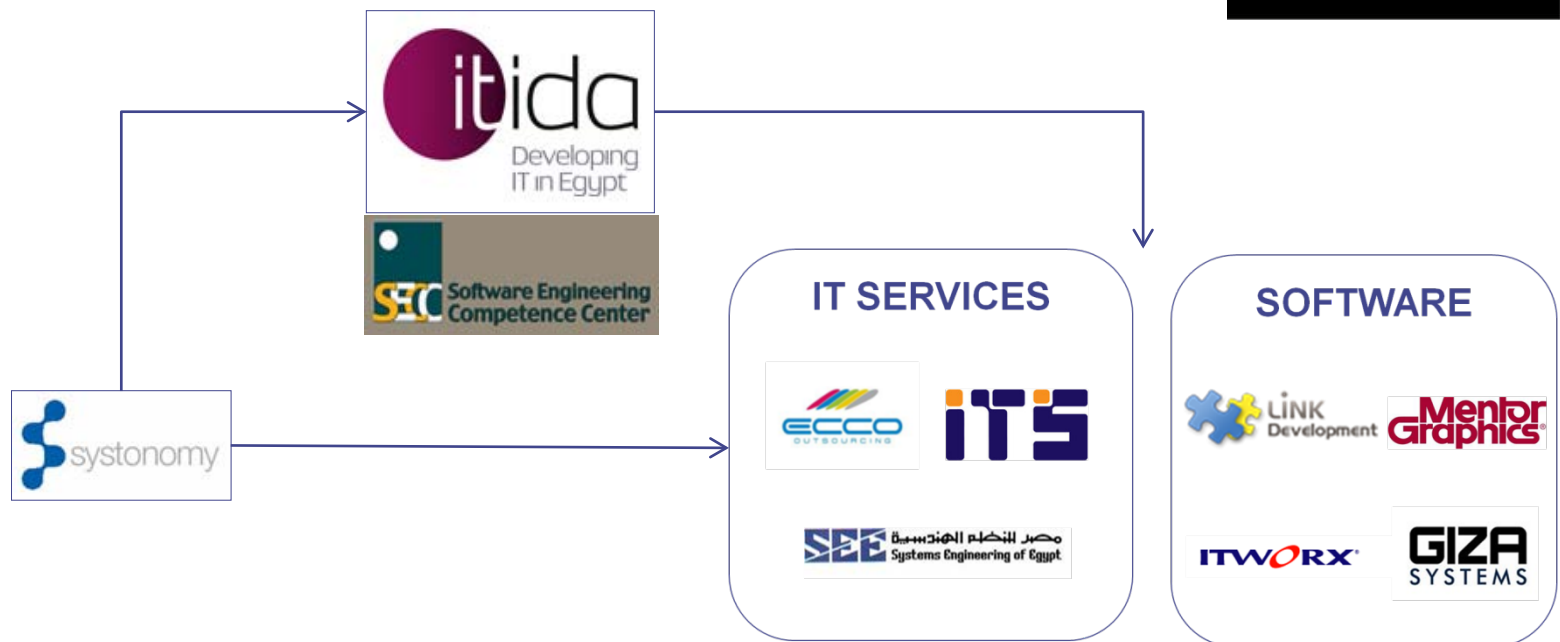 itida
Developing
IT in Egypt
SECC Software Engineering
Competence Center
systonomy
IT SERVICES
ECCO
OUTSOURCING
iTS
SEE مصر للنظم الهندسية
Systems Engineering of Egypt
SOFTWARE
LiNK
Development
Mentor
Graphics®
ITWORX®
GIZA
SYSTEMS